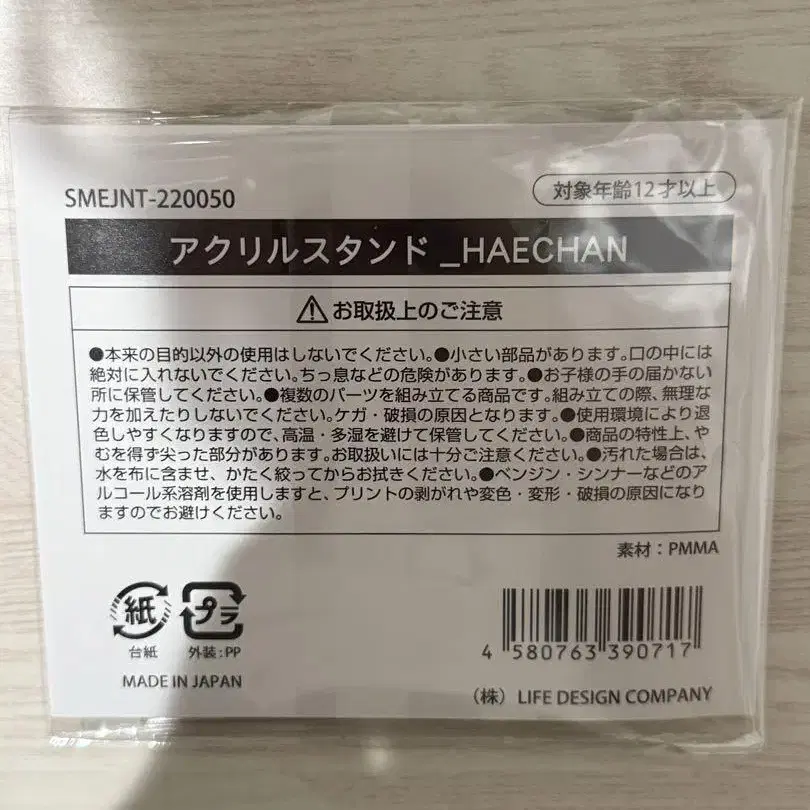 SMEJNT-220050
対象年齢12才以上
アクリルスタンド _HAECHAN
お取扱上のご注意
●本来の目的以外の使用はしないでください。●小さい部品があります。口の中には
絶対に入れないでください。ちっ息などの危険があります。●お子様の手の届かない
所に保管してください。●複数のパーツを組み立てる商品です。組み立ての際、無理な
力を加えたりしないでください。ケガ・破損の原因となります。●使用環境により退
色しやすくなりますので、高温・多湿を避けて保管してください。●商品の特性上、や
むを得ず尖った部分があります。お取扱いには十分ご注意ください。●汚れた場合は、
水を布に含ませ、かたく絞ってからお拭きください。●ベンジン・シンナーなどのア
ルコール系溶剤を使用しますと、プリントの剥がれや変色・変形・破損の原因になり
ますのでお避けください。
素材：PMMA
紙
プラ
台紙
外装:PP
4 580763 390717
MADE IN JAPAN
（株） LIFE DESIGN COMPANY